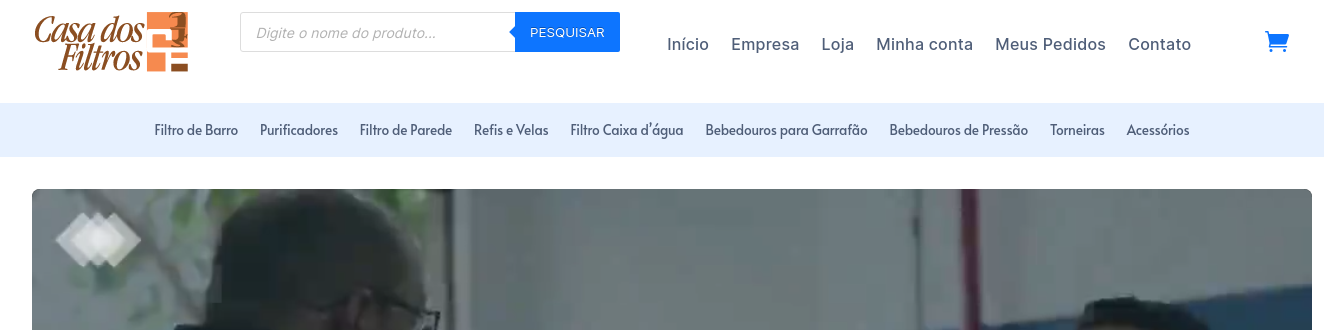 Casa dos
Filtros
Digite o nome do produto...
PESQUISAR
Início Empresa Loja Minha conta Meus Pedidos Contato
Filtro de Barro Purificadores Filtro de Parede Refis e Velas Filtro Caixa d’água Bebedouros para Garrafão Bebedouros de Pressão Torneiras Acessórios